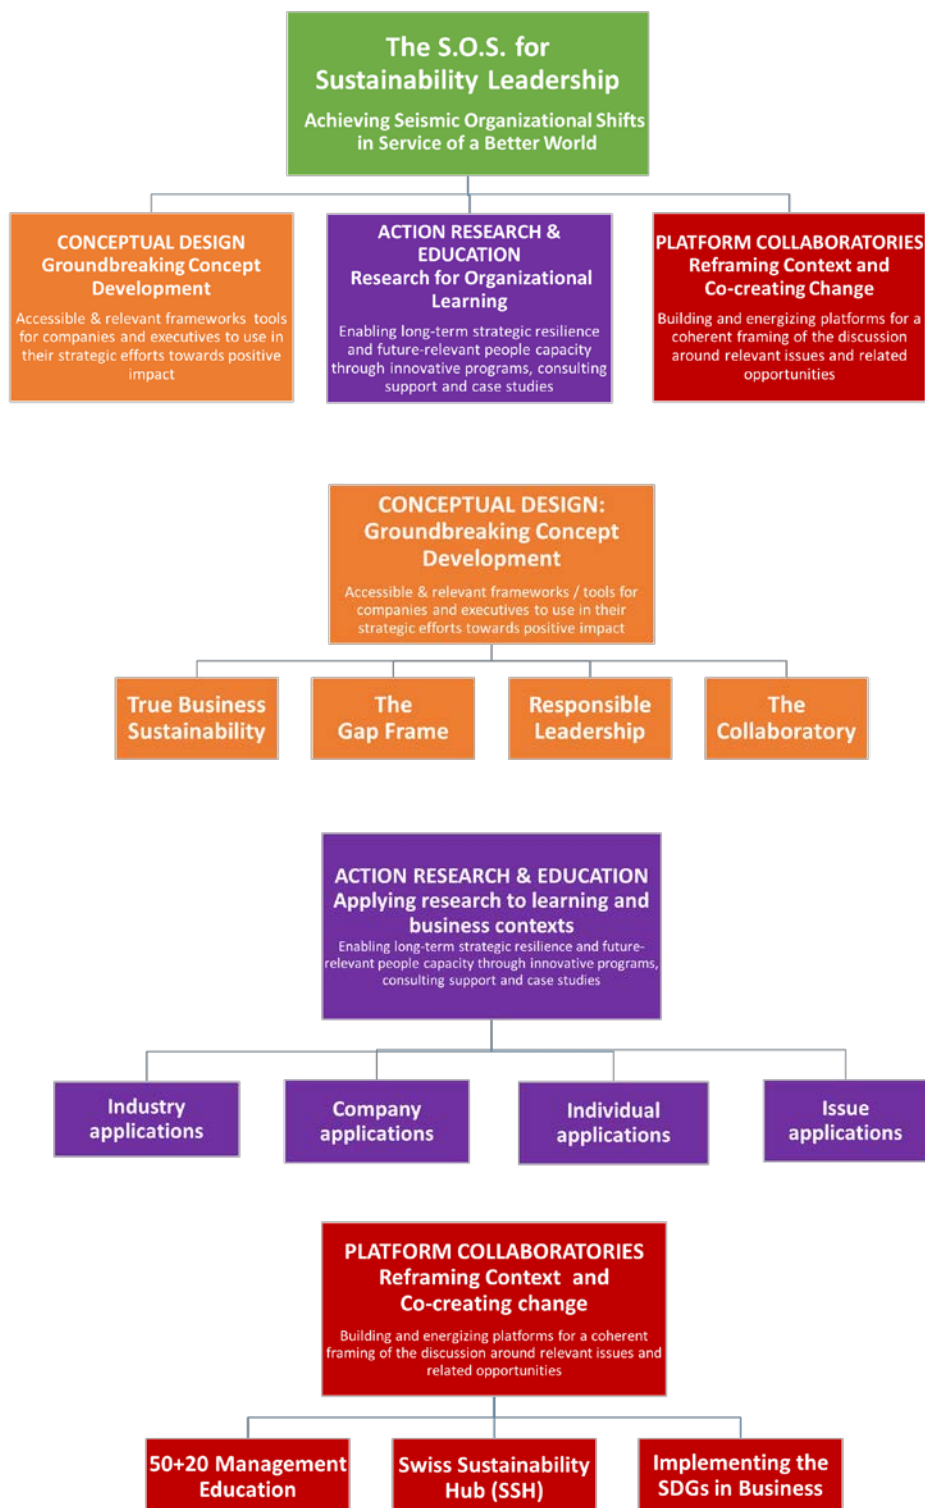 The S.O.S. for
Sustainability Leadership
Achieving Seismic Organizational Shifts
in Service of a Better World
CONCEPTUAL DESIGN
Groundbreaking Concept
Development
Accessible & relevant frameworks tools
for companies and executives to use in
their strategic efforts towards positive
impact
ACTION RESEARCH &
EDUCATION
Research for Organizational
Learning
Enabling long-term strategic resilience
and future-relevant people capacity
through innovative programs, consulting
support and case studies
PLATFORM COLLABORATORIES
Reframing Context and
Co-creating Change
Building and energizing platforms for a
coherent framing of the discussion
around relevant issues and related
opportunities
CONCEPTUAL DESIGN:
Groundbreaking Concept
Development
Accessible & relevant frameworks / tools for
companies and executives to use in their
strategic efforts towards positive impact
True Business
Sustainability
The
Gap Frame
Responsible
Leadership
The
Collaboratory
ACTION RESEARCH & EDUCATION
Applying research to learning and
business contexts
Enabling long-term strategic resilience and future-
relevant people capacity through innovative programs,
consulting support and case studies
Industry
applications
Company
applications
Individual
applications
Issue
applications
PLATFORM COLLABORATORIES
Reframing Context and
Co-creating change
Building and energizing platforms for a coherent
framing of the discussion around relevant issues and
related opportunities
50+20 Management
Education
Swiss Sustainability
Hub (SSH)
Implementing the
SDGs in Business